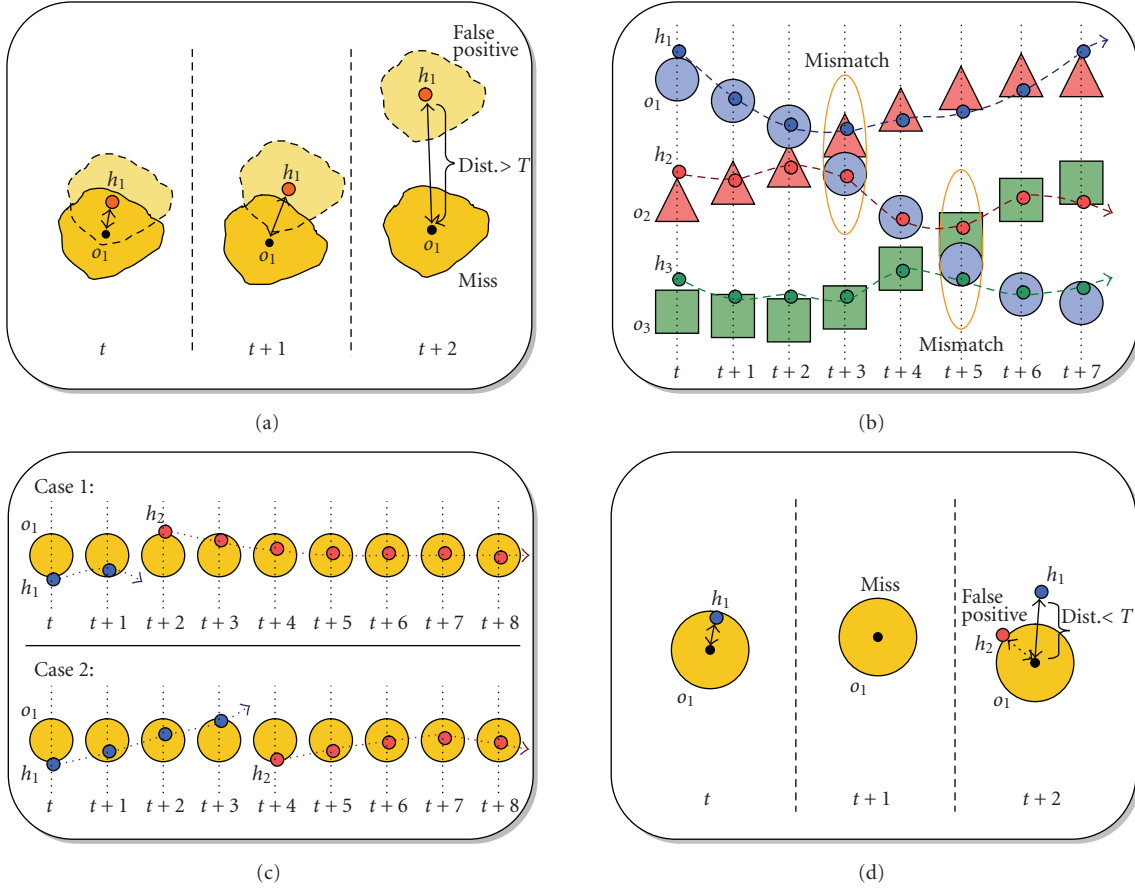 False
positive
h₁
h₁
h₁
Dist. > T
o₁
o₁
o₁
Miss
t
t + 1
t + 2
(a)
h₁
Mismatch
o₁
h₂
o₂
h₃
o₃
Mismatch
t
t + 1
t + 2
t + 3
t + 4
t + 5
t + 6
t + 7
(b)
Case 1:
o₁
h₂
h₁
t
t + 1
t + 2
t + 3
t + 4
t + 5
t + 6
t + 7
t + 8
Case 2:
o₁
h₁
h₂
t
t + 1
t + 2
t + 3
t + 4
t + 5
t + 6
t + 7
t + 8
(c)
h₁
o₁
Miss
o₁
h₁
False
positive
Dist. < T
h₂
o₁
t
t + 1
t + 2
(d)